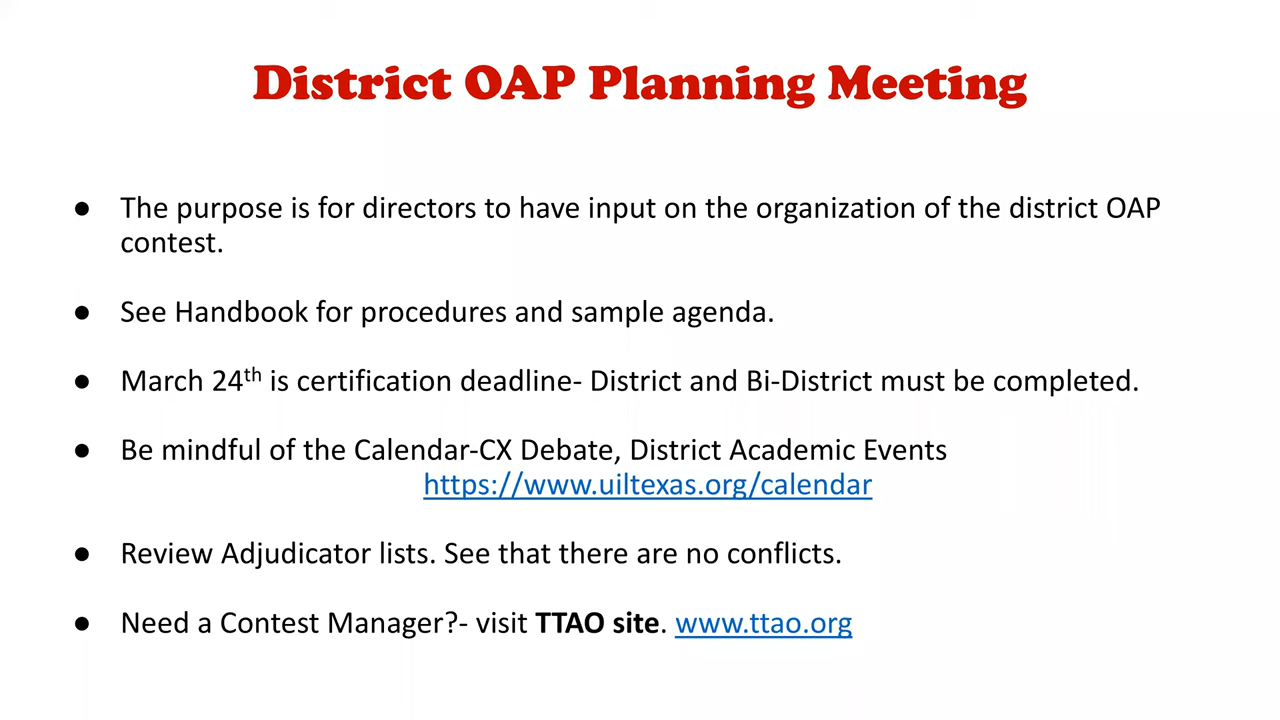 District OAP Planning Meeting
● The purpose is for directors to have input on the organization of the district OAP
contest.
● See Handbook for procedures and sample agenda.
● March 24th is certification deadline- District and Bi-District must be completed.
● Be mindful of the Calendar-CX Debate, District Academic Events
https://www.uiltexas.org/calendar
● Review Adjudicator lists. See that there are no conflicts.
● Need a Contest Manager?- visit TTAO site. www.ttao.org